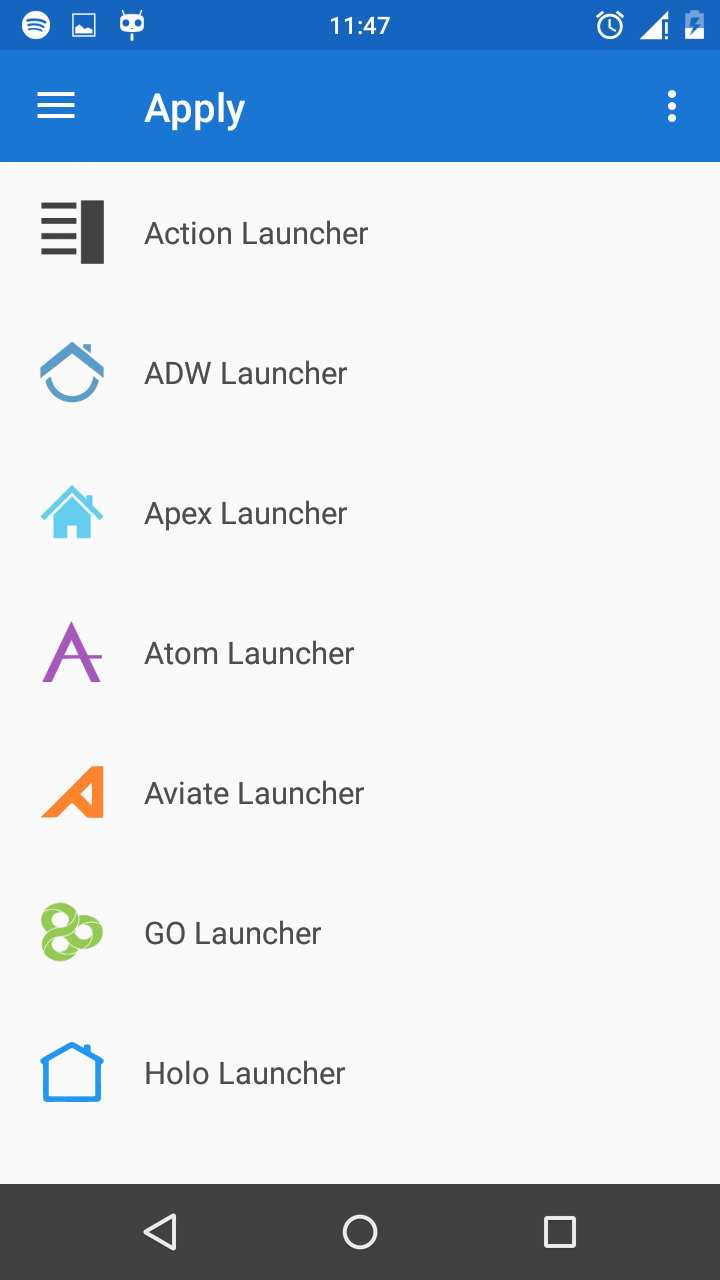 11:47
Apply
Action Launcher
ADW Launcher
Apex Launcher
Atom Launcher
Aviate Launcher
GO Launcher
Holo Launcher